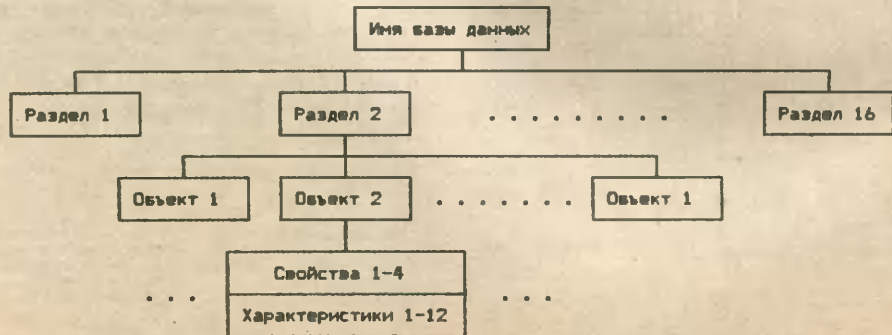 Имя базы данных
Раздел 1 Раздел 2 . . . . . . . . . Раздел 16
Объект 1 Объект 2 . . . . . . . Объект 1
. . . Свойства 1-4 . . .
Характеристики 1-12